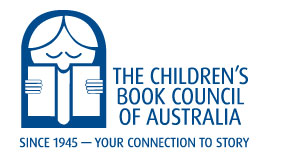 THE CHILDREN'S
BOOK COUNCIL
OF AUSTRALIA
SINCE 1945 — YOUR CONNECTION TO STORY